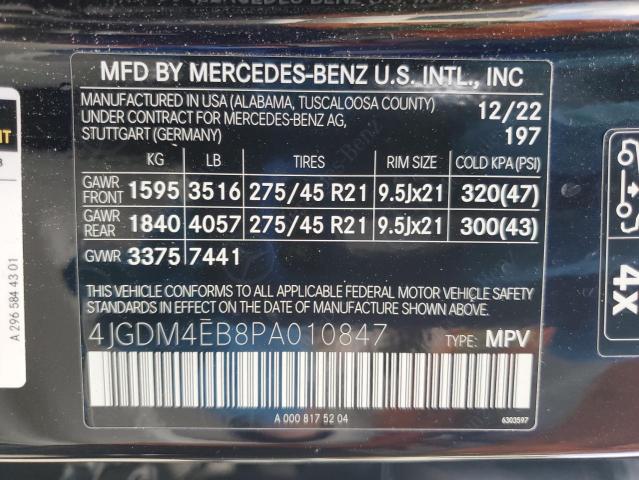 MFD BY MERCEDES-BENZ U.S. INTL., INC
MANUFACTURED IN USA (ALABAMA, TUSCALOOSA COUNTY) 12/22
UNDER CONTRACT FOR MERCEDES-BENZ AG, 197
STUTTGART (GERMANY)
KG LB TIRES RIM SIZE COLD KPA (PSI)
GAWR FRONT 1595 3516 275/45 R21 9.5Jx21 320(47)
GAWR REAR 1840 4057 275/45 R21 9.5Jx21 300(43)
GVWR 3375 7441
THIS VEHICLE CONFORMS TO ALL APPLICABLE FEDERAL MOTOR VEHICLE SAFETY
STANDARDS IN EFFECT ON THE DATE OF MANUFACTURE SHOWN ABOVE.
4JGDM4EB8PA010847 TYPE: MPV
A 000 817 52 04 6303597
A 296 584 43 01
4X